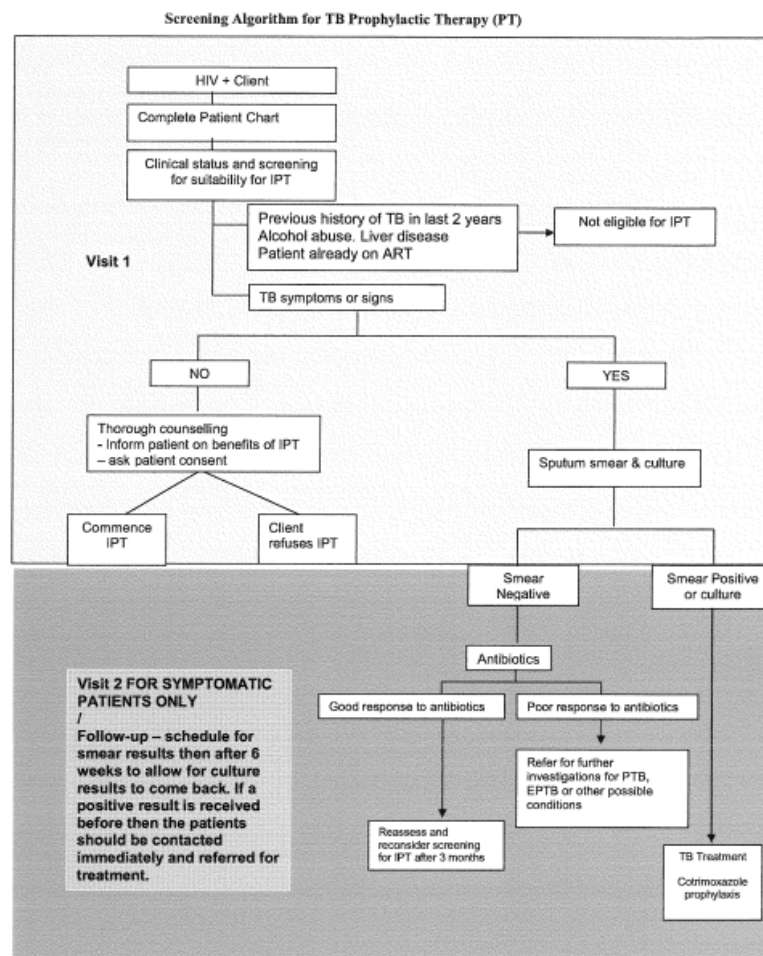 Screening Algorithm for TB Prophylactic Therapy (PT)
HIV + Client
Complete Patient Chart
Clinical status and screening
for suitability for IPT
Previous history of TB in last 2 years
Alcohol abuse. Liver disease
Patient already on ART
Not eligible for IPT
Visit 1
TB symptoms or signs
NO
YES
Thorough counselling
- Inform patient on benefits of IPT
– ask patient consent
Sputum smear & culture
Commence
IPT
Client
refuses IPT
Smear
Negative
Smear Positive
or culture
Antibiotics
Visit 2 FOR SYMPTOMATIC
PATIENTS ONLY
/
Follow-up – schedule for
smear results then after 6
weeks to allow for culture
results to come back. If a
positive result is received
before then the patients
should be contacted
immediately and referred for
treatment.
Good response to antibiotics
Poor response to antibiotics
Refer for further
investigations for PTB,
EPTB or other possible
conditions
Reassess and
reconsider screening
for IPT after 3 months
TB Treatment
Cotrimoxazole
prophylaxis